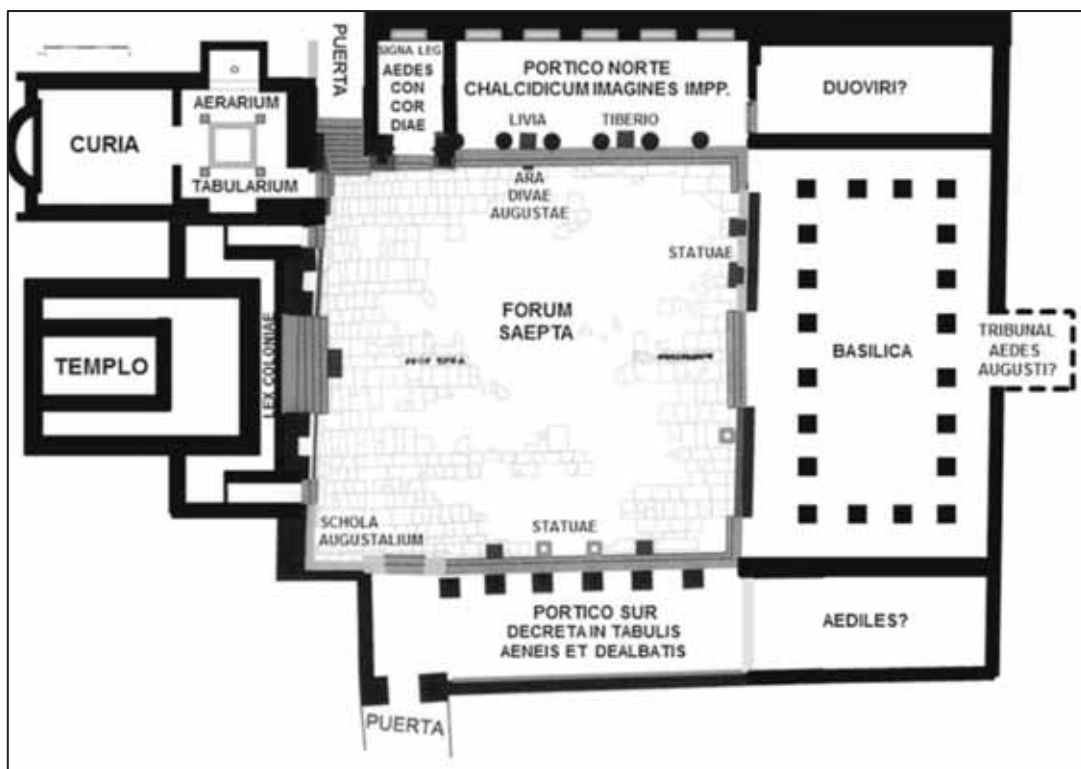 PUERTA
SIGNA LEG.
AEDES
CON
COR
DIAE
PORTICO NORTE
CHALCIDICUM IMAGINES IMPP.
LIVIA
TIBERIO
DUOVIRI?
CURIA
AERARIUM
TABULARIUM
ARA
DIVAE
AUGUSTAE
STATUAE
FORUM
SAEPTA
TEMPLO
LEX COLONIAE
BASILICA
TRIBUNAL
AEDES
AUGUSTI?
SCHOLA
AUGUSTALIUM
STATUAE
PORTICO SUR
DECRETA IN TABULIS
AENEIS ET DEALBATIS
AEDILES?
PUERTA